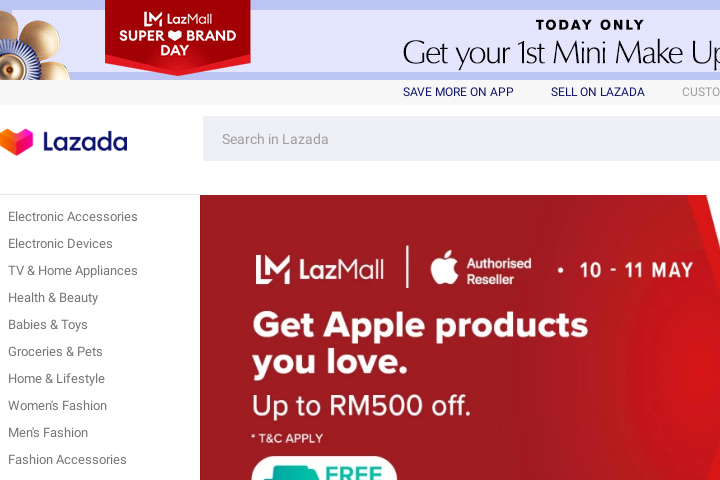 LazMall
SUPER BRAND
DAY
TODAY ONLY
Get your 1st Mini Make Up
SAVE MORE ON APP
SELL ON LAZADA
CUSTO
Lazada
Search in Lazada
Electronic Accessories
Electronic Devices
TV & Home Appliances
Health & Beauty
Babies & Toys
Groceries & Pets
Home & Lifestyle
Women's Fashion
Men's Fashion
Fashion Accessories
LazMall
Authorised
Reseller
• 10 - 11 MAY
Get Apple products
you love.
Up to RM500 off.
* T&C APPLY
FREE